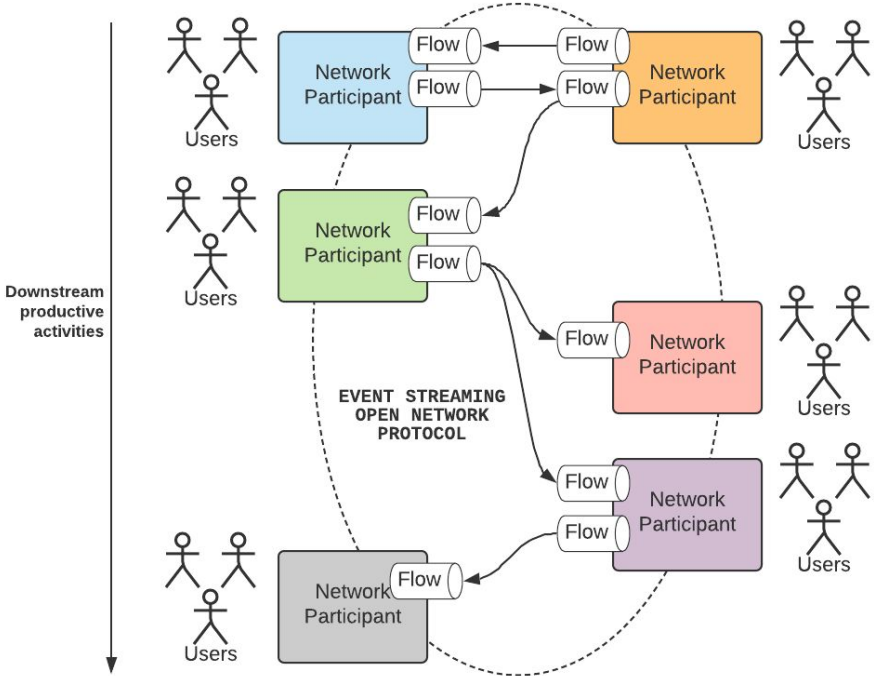 Flow
Flow
Network
Participant
Flow
Flow
Network
Participant
Users
Users
Network
Participant
Flow
Flow
Users
Downstream
productive
activities
Flow
Network
Participant
Users
EVENT STREAMING
OPEN NETWORK
PROTOCOL
Flow
Flow
Network
Participant
Users
Flow
Network
Participant
Users